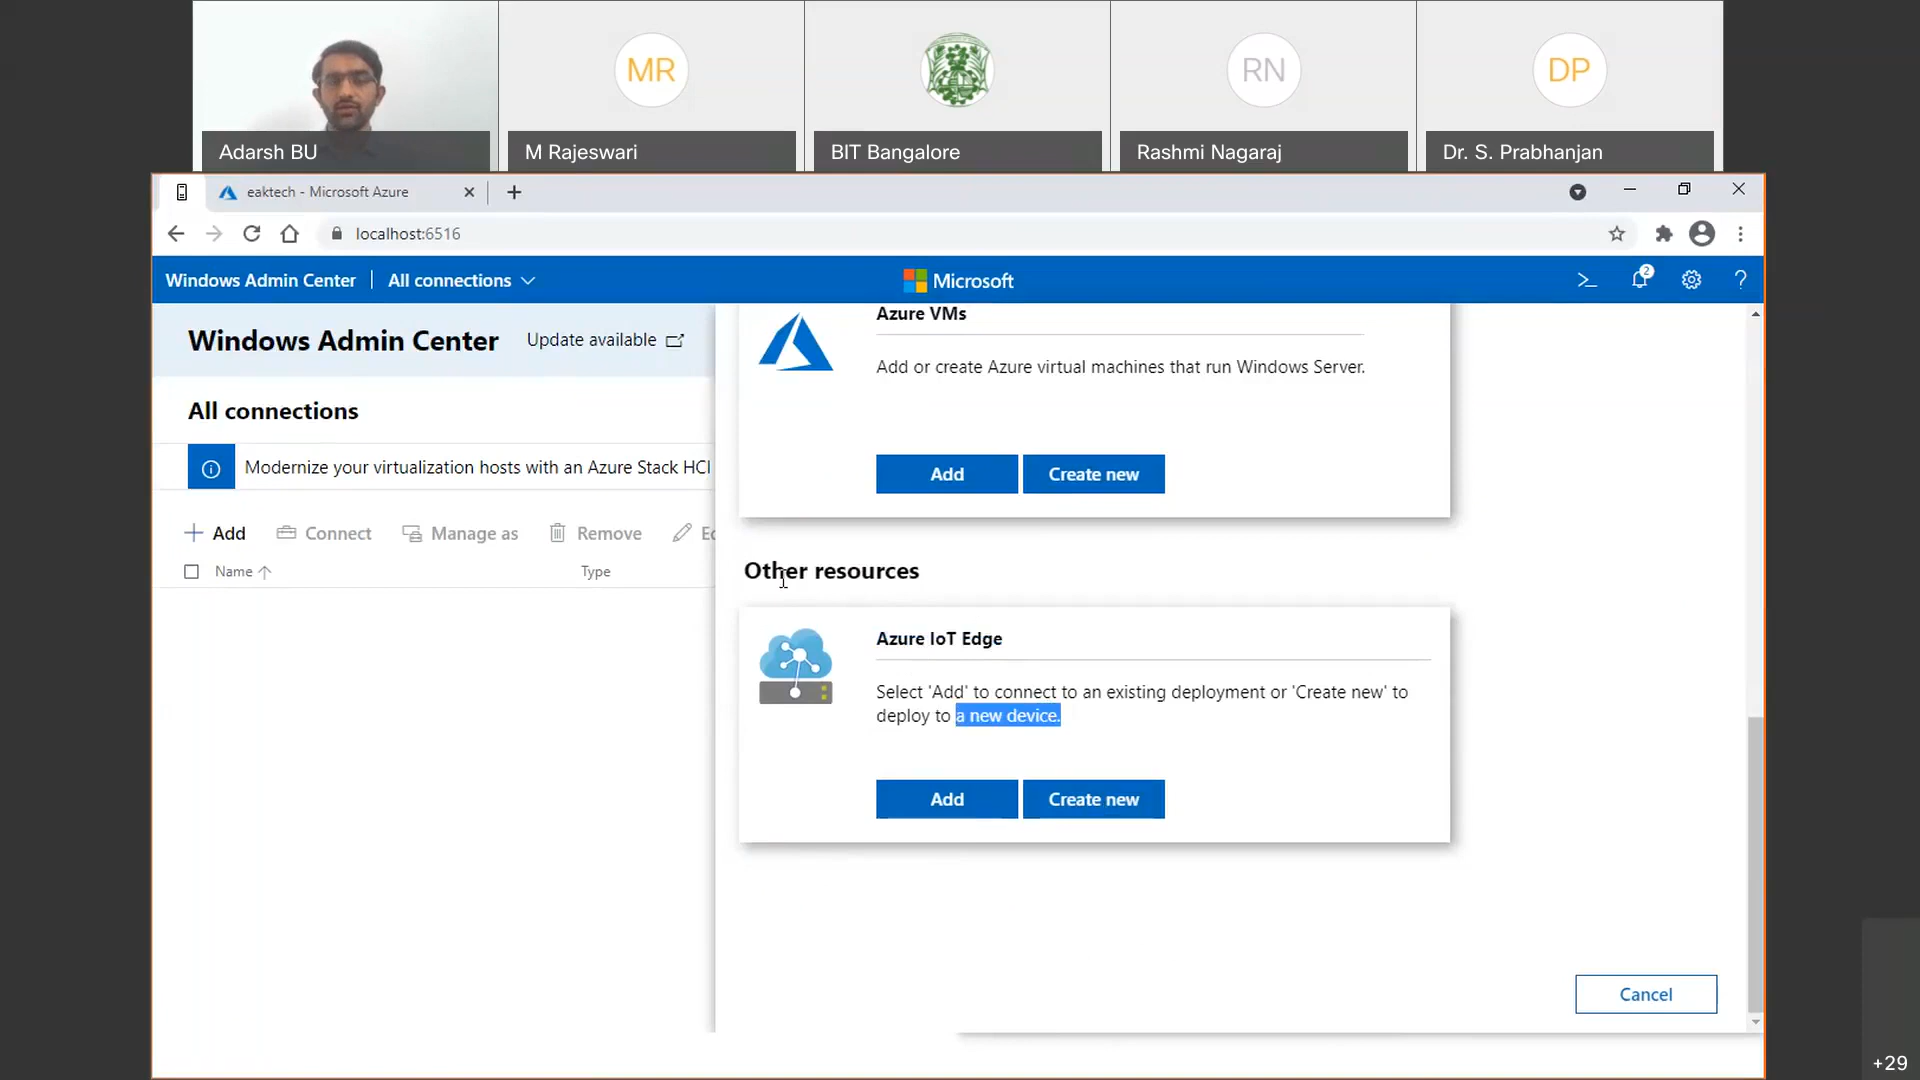 MR
RN
DP
Adarsh BU
M Rajeswari
BIT Bangalore
Rashmi Nagaraj
Dr. S. Prabhanjan
eaktech - Microsoft Azure
localhost:6516
Windows Admin Center
All connections
Microsoft
2
Windows Admin Center
Update available
All connections
Modernize your virtualization hosts with an Azure Stack HCI
Add
Connect
Manage as
Remove
Name
Type
Azure VMs
Add or create Azure virtual machines that run Windows Server.
Add
Create new
Other resources
Azure IoT Edge
Select 'Add' to connect to an existing deployment or 'Create new' to
deploy to a new device.
Add
Create new
Cancel
+29